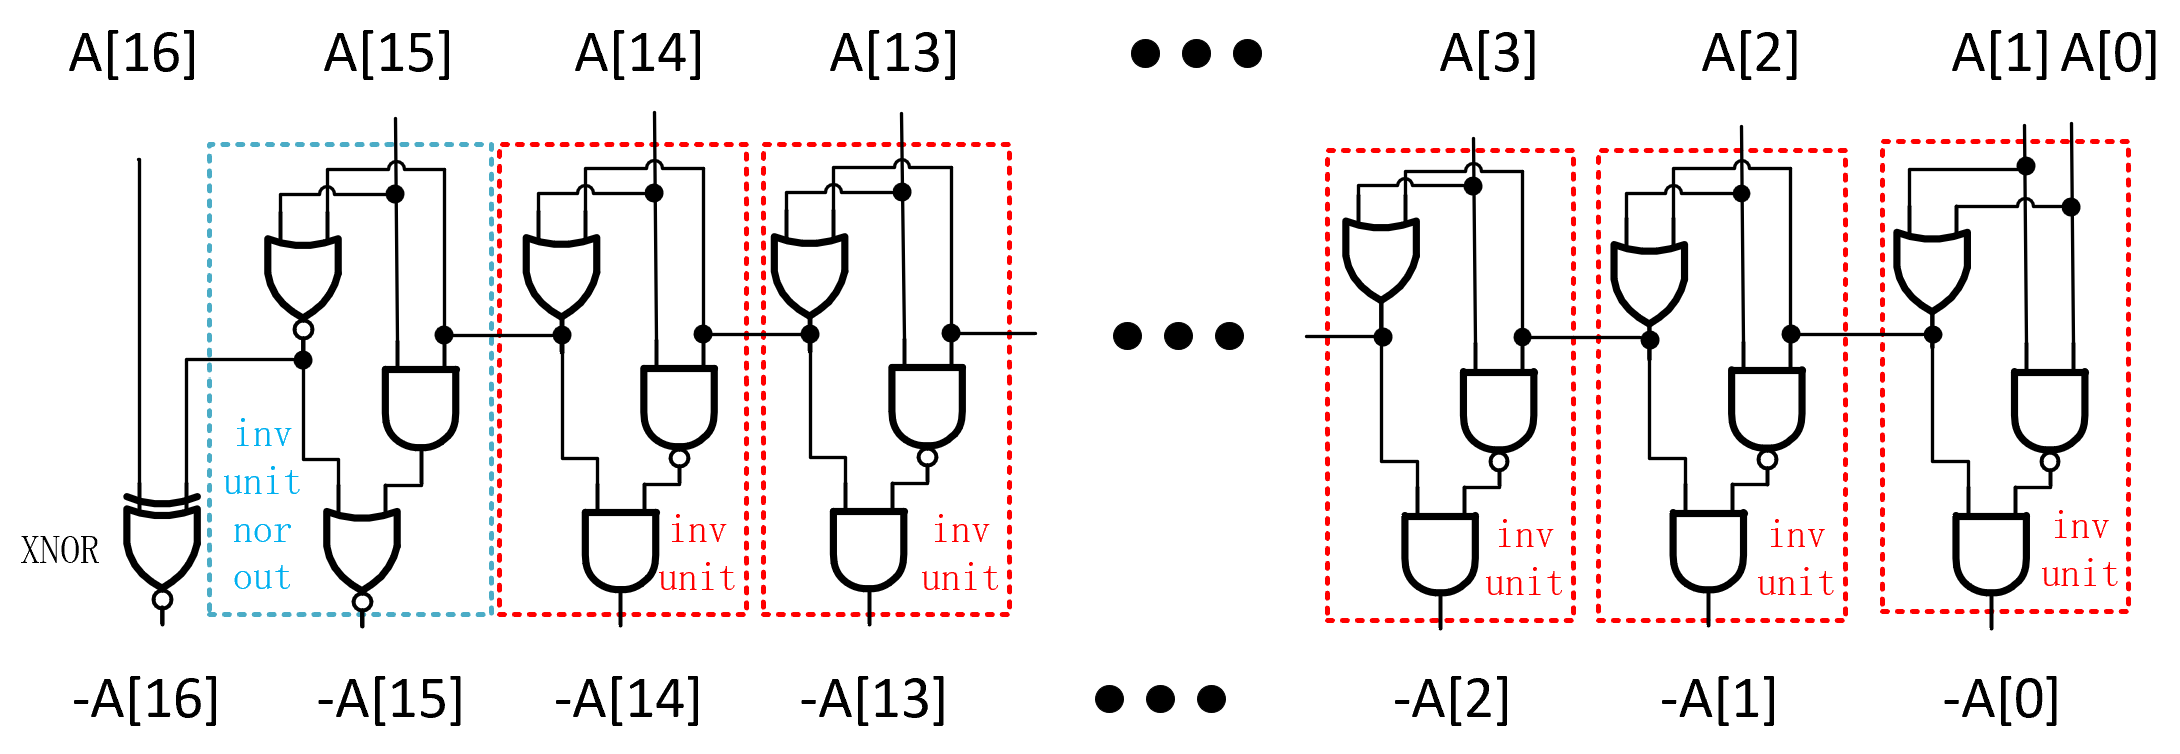 A[16] A[15] A[14] A[13] A[3] A[2] A[1] A[0]
XNOR
inv
unit
nor
out
inv
unit
inv
unit
inv
unit
inv
unit
inv
unit
-A[16] -A[15] -A[14] -A[13] -A[2] -A[1] -A[0]